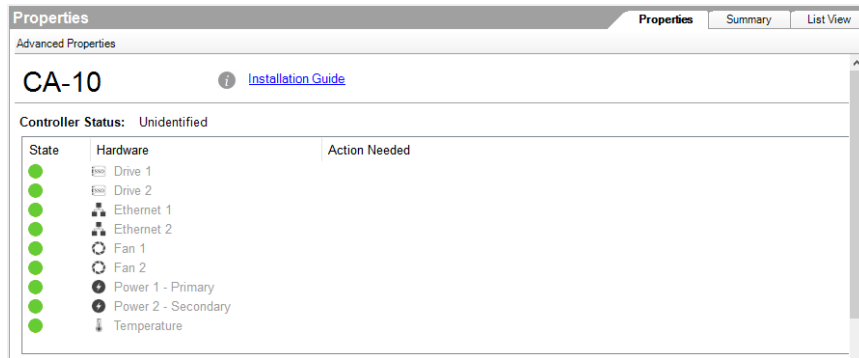 Properties
Properties Summary List View
Advanced Properties
CA-10
i Installation Guide
Controller Status: Unidentified
State Hardware Action Needed
Drive 1
Drive 2
Ethernet 1
Ethernet 2
Fan 1
Fan 2
Power 1 - Primary
Power 2 - Secondary
Temperature